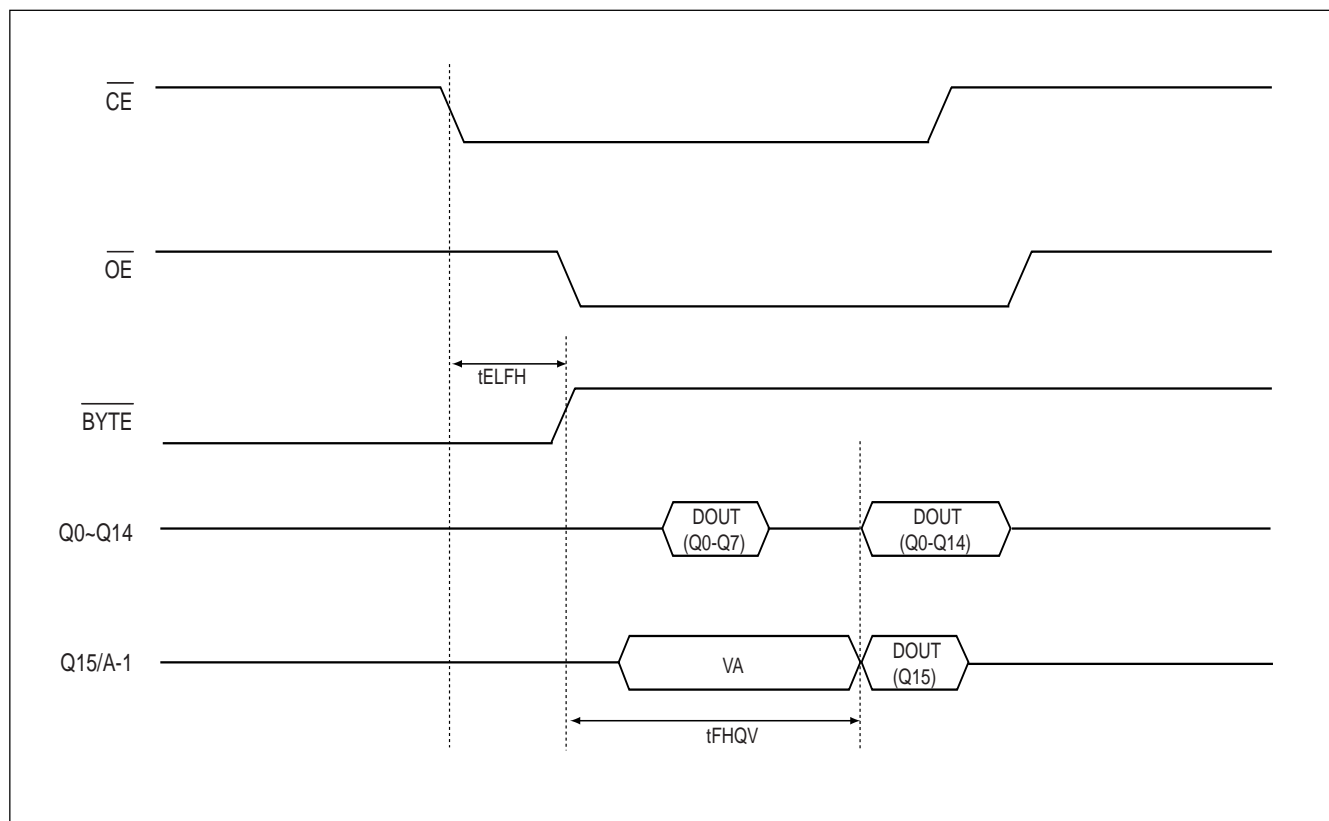 CE
OE
tELFH
BYTE
Q0~Q14
DOUT
(Q0-Q7)
DOUT
(Q0-Q14)
Q15/A-1
VA
DOUT
(Q15)
tFHQV